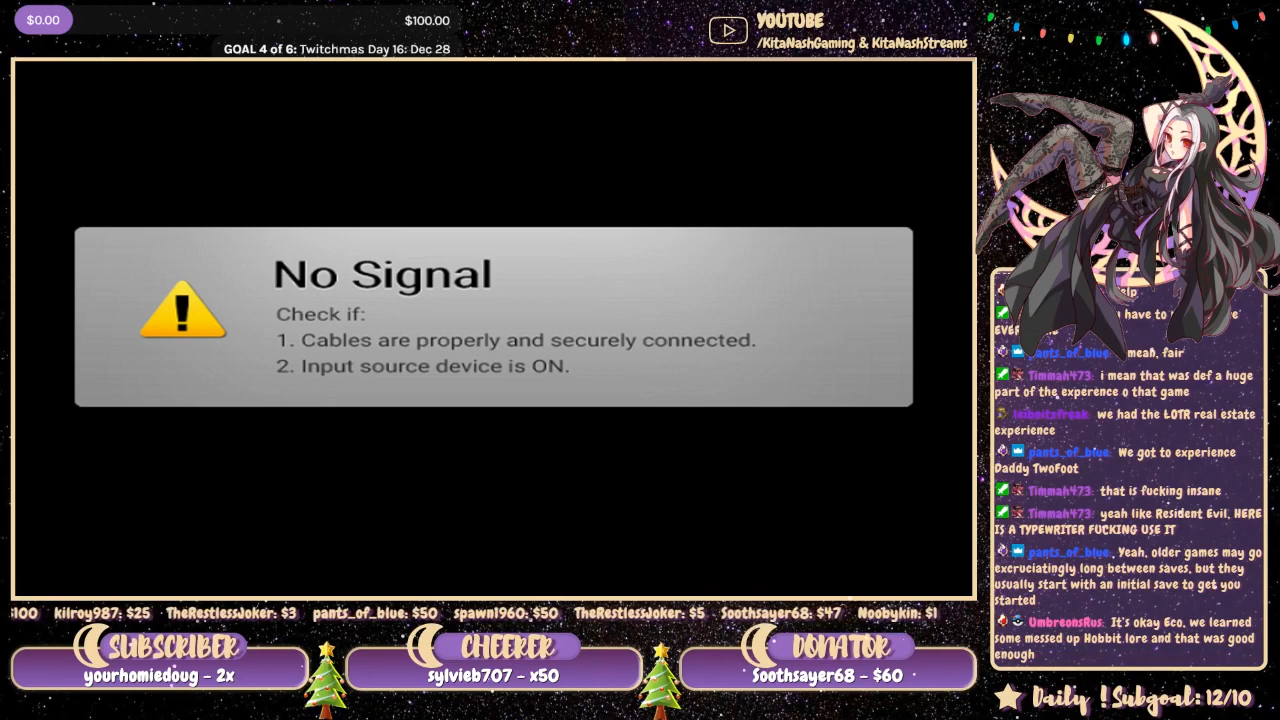 $0.00
$100.00
GOAL 4 of 6: Twitchmas Day 16: Dec 28
YOUTUBE
/KitaNashGaming & KitaNashStreams
No Signal
Check if:
1. Cables are properly and securely connected.
2. Input source device is ON.
help
have to
pants_of_blue: meah, fair
Timmah473: i mean that was def a huge
part of the experence o that game
leibnitzfreak: we had the LOTR real estate
experience
pants_of_blue: We got to experience
Daddy TwoFoot
Timmah473: that is fucking insane
Timmah473: yeah like Resident Evil, HERE
IS A TYPEWRITER FUCKING USE IT
pants_of_blue: Yeah, older games may go
excruciatingly long between saves, but they
usually start with an initial save to get you
started
UmbreonsRus: It's okay Eco, we learned
some messed up Hobbit lore and that was good
enough
:100 kilroy987: $25 TheRestlessJoker: $3 pants_of_blue: $50 spawn1960: $50 TheRestlessJoker: $5 Soothsayer68: $47 Noobykin: $1
SUBSCRIBER
yourhomiedoug - 2x
CHEERER
sylvieb707 - x50
DONATOR
Soothsayer68 - $60
Daily ! Subgoal: 12/10